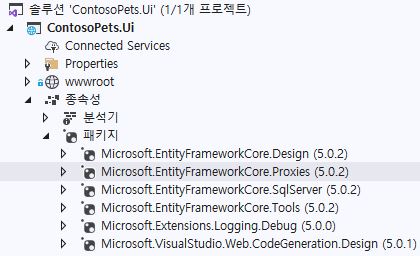 솔루션 'ContosoPets.Ui' (1/1개 프로젝트)
ContosoPets.Ui
Connected Services
Properties
wwwroot
종속성
분석기
패키지
Microsoft.EntityFrameworkCore.Design (5.0.2)
Microsoft.EntityFrameworkCore.Proxies (5.0.2)
Microsoft.EntityFrameworkCore.SqlServer (5.0.2)
Microsoft.EntityFrameworkCore.Tools (5.0.2)
Microsoft.Extensions.Logging.Debug (5.0.0)
Microsoft.VisualStudio.Web.CodeGeneration.Design (5.0.1)